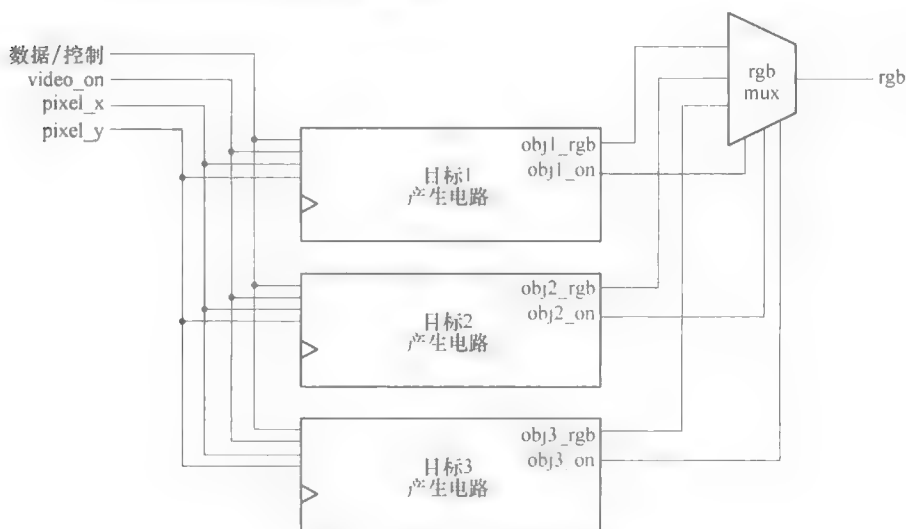 数据/控制
video_on
pixel_x
pixel_y
rgb
mux
rgb
obj1_rgb
obj1_on
目标1
产生电路
obj2_rgb
obj2_on
目标2
产生电路
obj3_rgb
obj3_on
目标3
产生电路